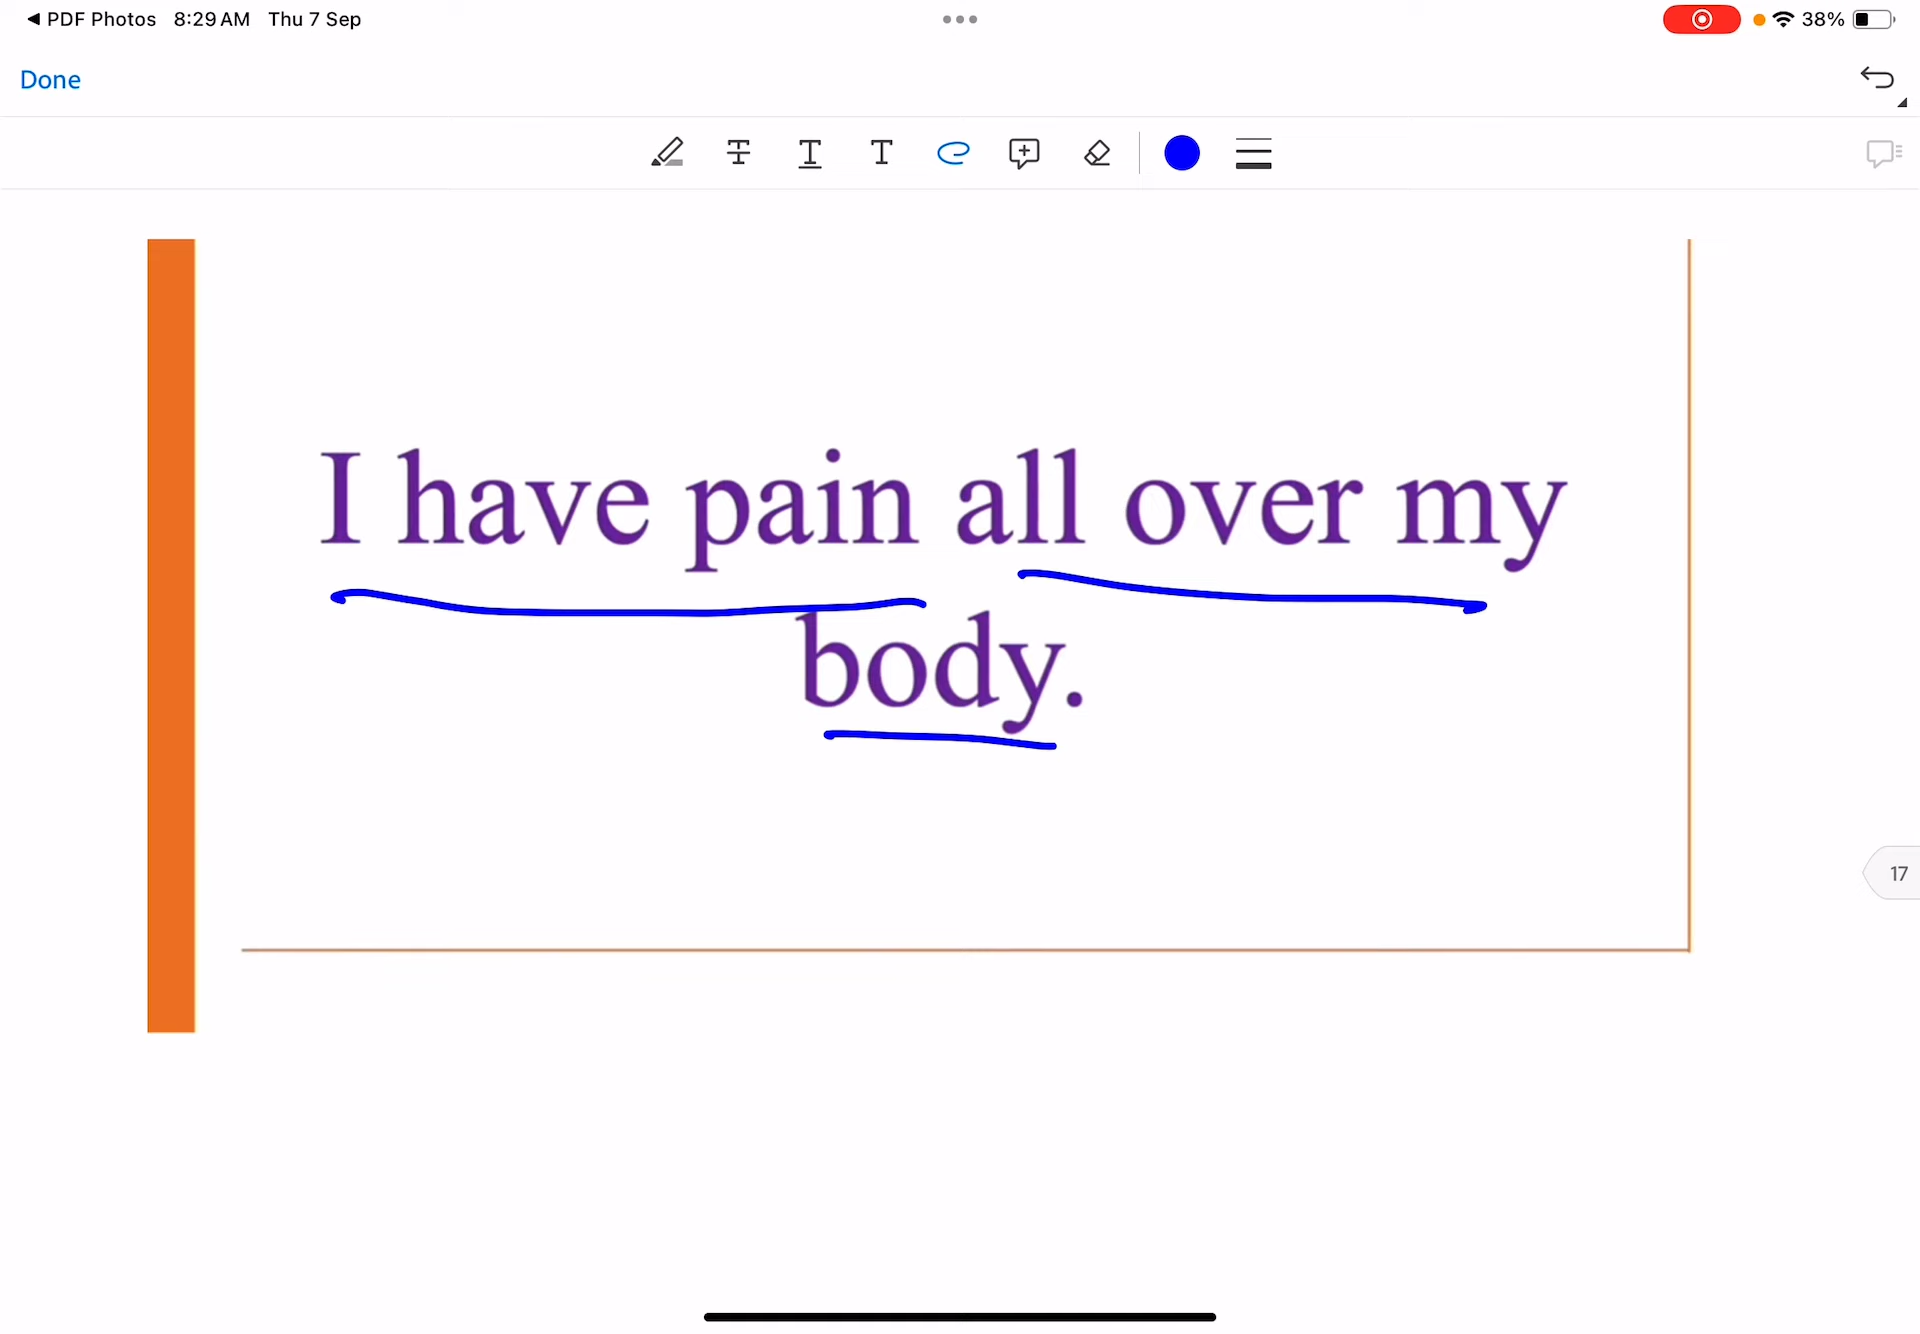 PDF Photos 8:29 AM Thu 7 Sep
38%
Done
I have pain all over my
body.
17